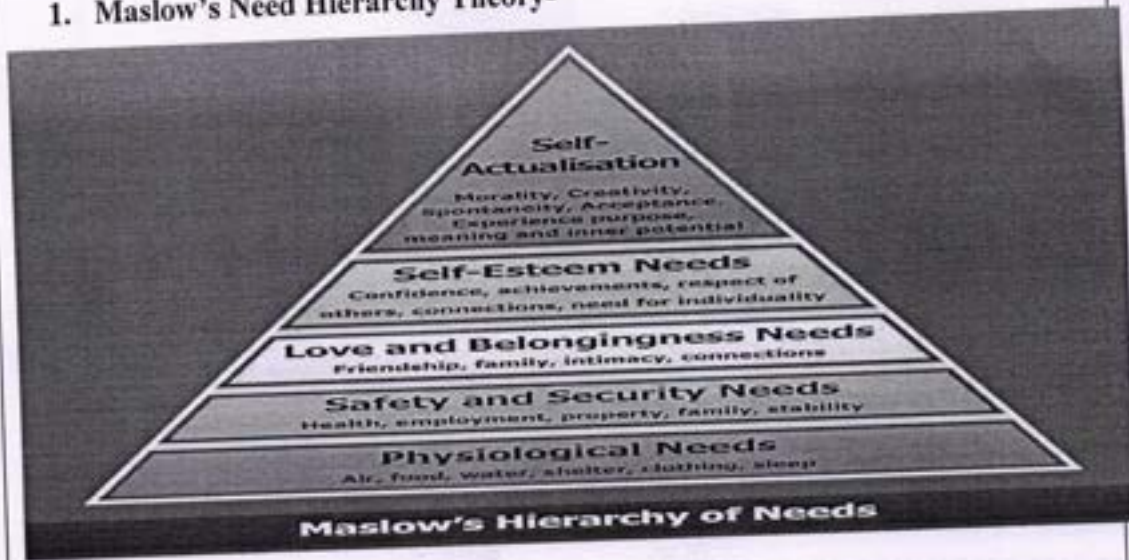 1. Maslow's Need Hierarchy Theory-
Self-
Actualisation
Morality, Creativity,
Spontaneity, Acceptance,
Experience purpose,
meaning and inner potential
Self-Esteem Needs
Confidence, achievements, respect of
others, connections, need for individuality
Love and Belongingness Needs
Friendship, family, intimacy, connections
Safety and Security Needs
Health, employment, property, family, stability
Physiological Needs
Air, food, water, shelter, clothing, sleep
Maslow's Hierarchy of Needs